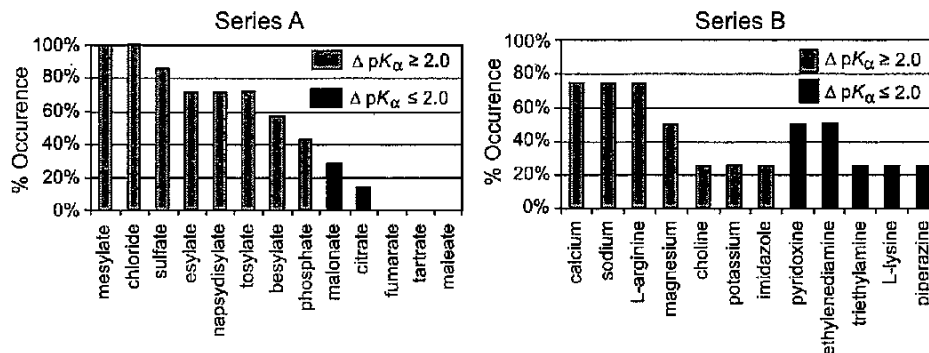 Series A
% Occurence
100%
80%
60%
40%
20%
0%
Δ pKα ≥ 2.0
Δ pKα ≤ 2.0
mesylate
chloride
sulfate
esylate
napsydisylate
tosylate
besylate
phosphate
malonate
citrate
fumarate
tartrate
maleate
Series B
% Occurence
100%
80%
60%
40%
20%
0%
Δ pKα ≥ 2.0
Δ pKα ≤ 2.0
calcium
sodium
L-arginine
magnesium
choline
potassium
imidazole
pyridoxine
ethylenediamine
triethylamine
L-lysine
piperazine